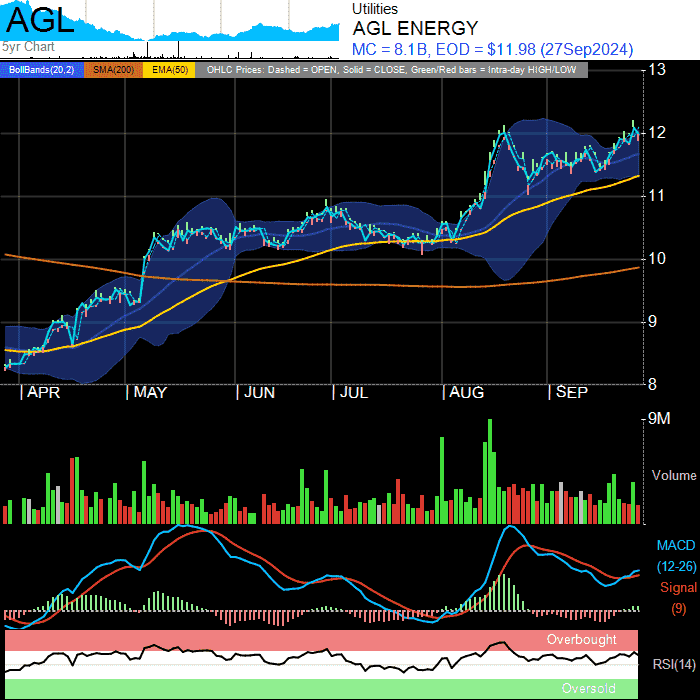 AGL
5yr Chart
Utilities
AGL ENERGY
MC = 8.1B, EOD = $11.98 (27Sep2024)
BollBands(20,2) SMA(200) EMA(50) OHLC Prices: Dashed = OPEN, Solid = CLOSE, Green/Red bars = Intra-day HIGH/LOW
13
12
11
10
9
8
| APR | MAY | JUN | JUL | AUG | SEP
9M
Volume
MACD
(12-26)
Signal
(9)
Overbought
RSI(14)
Oversold